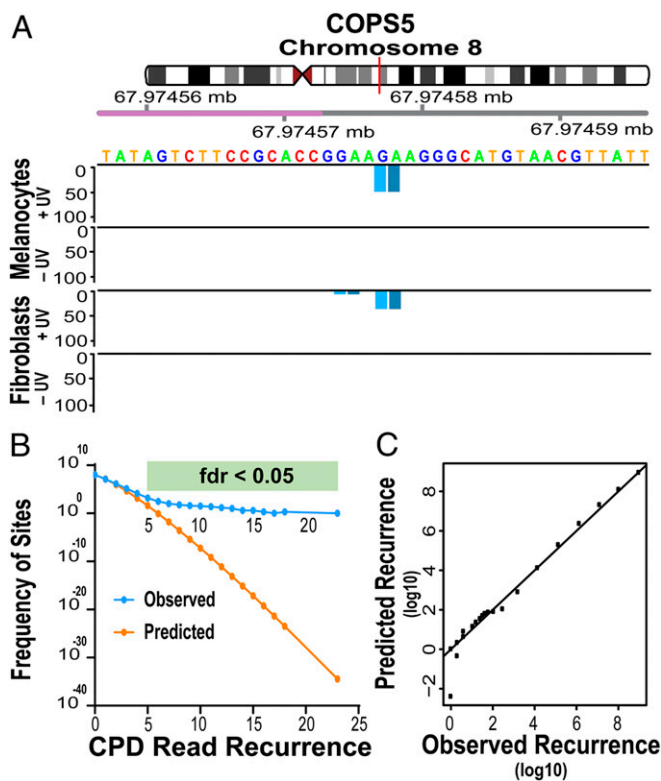 A
COPS5
Chromosome 8
67.97456 mb
67.97458 mb
67.97457 mb
67.97459 mb
TATAGTCTTCCGCACCGGAAGAAGGGCATGTAACGTTATT
Melanocytes
+ UV
0
50
100
- UV
0
50
100
Fibroblasts
+ UV
0
50
100
- UV
0
50
100
B
Frequency of Sites
10^10
10^0
10^-10
10^-20
10^-30
10^-40
fdr < 0.05
5 10 15 20
Observed
Predicted
0 5 10 15 20 25
CPD Read Recurrence
C
Predicted Recurrence
(log10)
8
6
4
2
0
-2
0 2 4 6 8
Observed Recurrence
(log10)